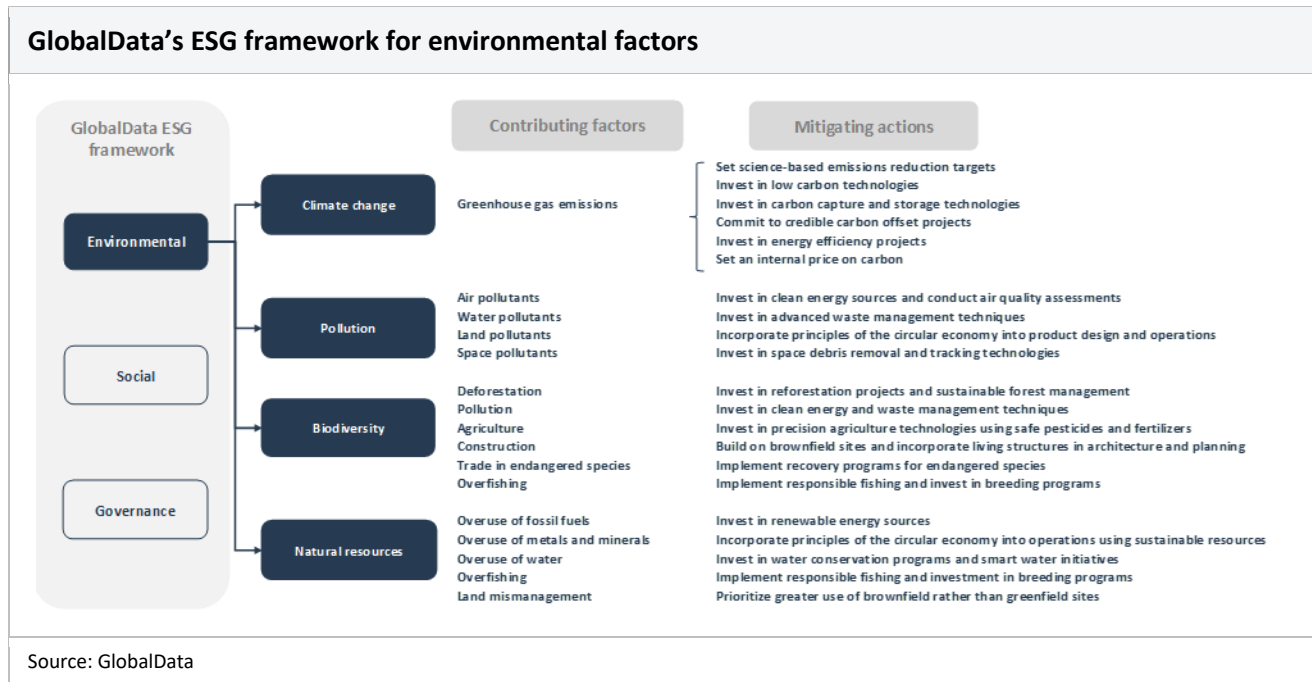 GlobalData’s ESG framework for environmental factors
GlobalData ESG
framework
Contributing factors
Mitigating actions
Environmental
Social
Governance
Climate change
Greenhouse gas emissions
Set science-based emissions reduction targets
Invest in low carbon technologies
Invest in carbon capture and storage technologies
Commit to credible carbon offset projects
Invest in energy efficiency projects
Set an internal price on carbon
Pollution
Air pollutants
Invest in clean energy sources and conduct air quality assessments
Water pollutants
Invest in advanced waste management techniques
Land pollutants
Incorporate principles of the circular economy into product design and operations
Space pollutants
Invest in space debris removal and tracking technologies
Biodiversity
Deforestation
Invest in reforestation projects and sustainable forest management
Pollution
Invest in clean energy and waste management techniques
Agriculture
Invest in precision agriculture technologies using safe pesticides and fertilizers
Construction
Build on brownfield sites and incorporate living structures in architecture and planning
Trade in endangered species
Implement recovery programs for endangered species
Overfishing
Implement responsible fishing and invest in breeding programs
Natural resources
Overuse of fossil fuels
Invest in renewable energy sources
Overuse of metals and minerals
Incorporate principles of the circular economy into operations using sustainable resources
Overuse of water
Invest in water conservation programs and smart water initiatives
Overfishing
Implement responsible fishing and investment in breeding programs
Land mismanagement
Prioritize greater use of brownfield rather than greenfield sites
Source: GlobalData